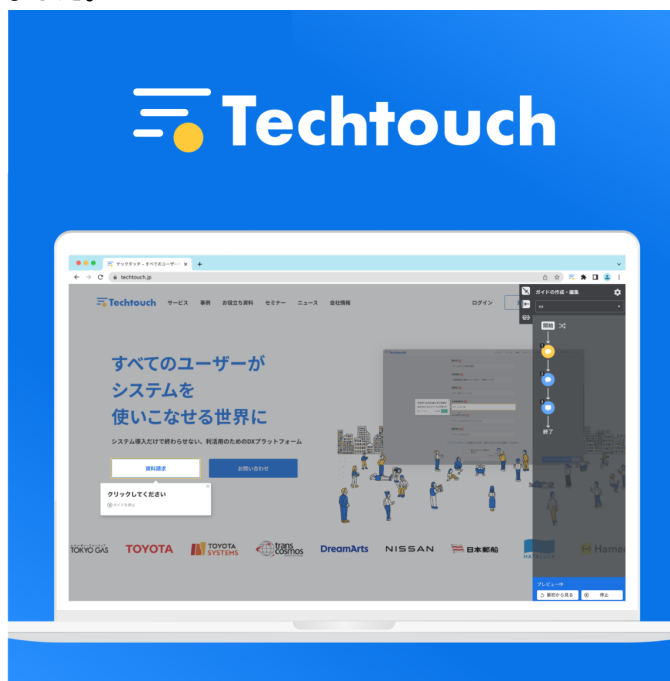 Techtouch
テックタッチ - すべてのユーザー…
techtouch.jp
Techtouch サービス 事例 お役立ち資料 セミナー ニュース 会社情報 ログイン
ガイドの作成・編集
開始
終了
すべてのユーザーが
システムを
使いこなせる世界に
システム導入だけで終わらせない、利活用のためのDXプラットフォーム
資料請求 お問い合わせ
クリックしてください
ガイドを停止
TOKYO GAS TOYOTA TOYOTA SYSTEMS trans cosmos DreamArts NISSAN 日本郵船
プレビュー中
最初から見る 停止